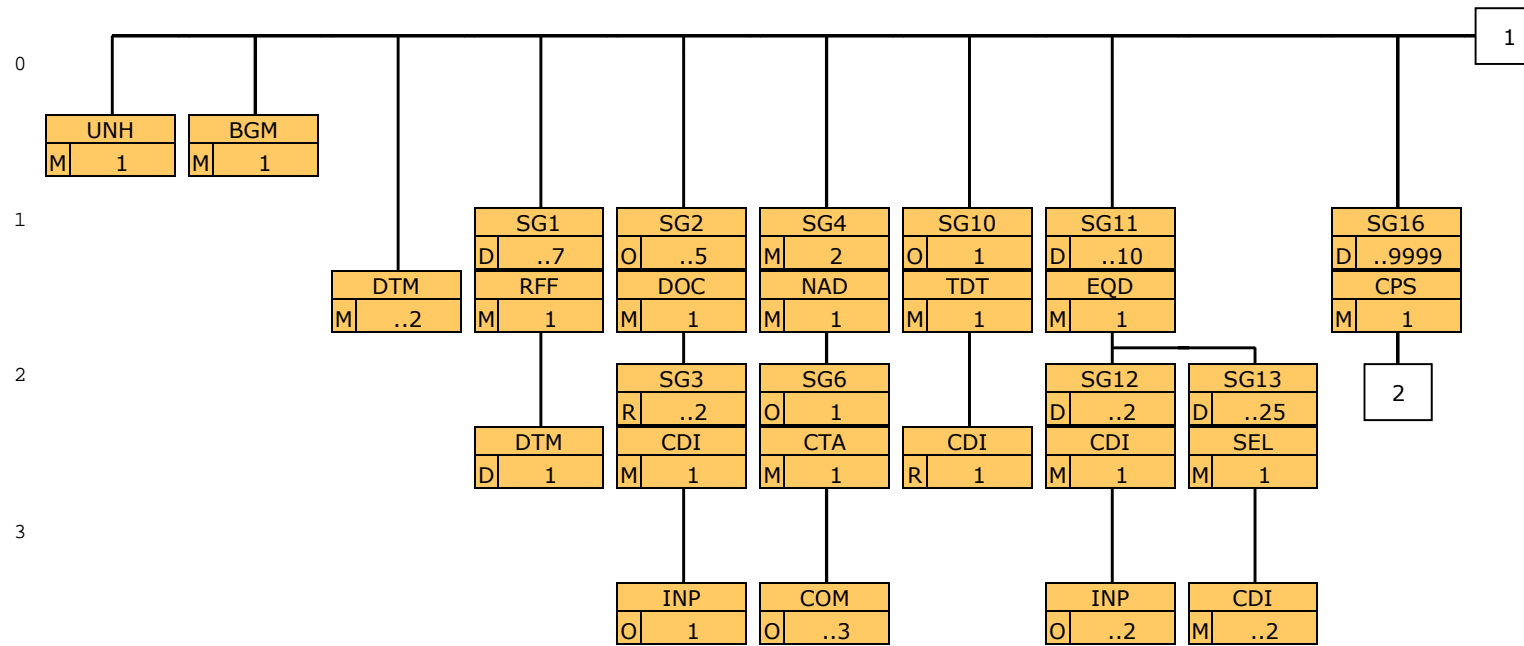 1
0
UNH BGM
M 1 M 1
1
SG1 SG2 SG4 SG10 SG11 SG16
D ..7 O ..5 M 2 O 1 D ..10 D ..9999
DTM RFF DOC NAD TDT EQD CPS
M ..2 M 1 M 1 M 1 M 1 M 1 M 1
2
SG3 SG6 SG12 SG13 2
R ..2 O 1 D ..2 D ..25
DTM CDI CTA CDI CDI SEL
D 1 M 1 M 1 R 1 M 1 M 1
3
INP COM INP CDI
O 1 O ..3 O ..2 M ..2